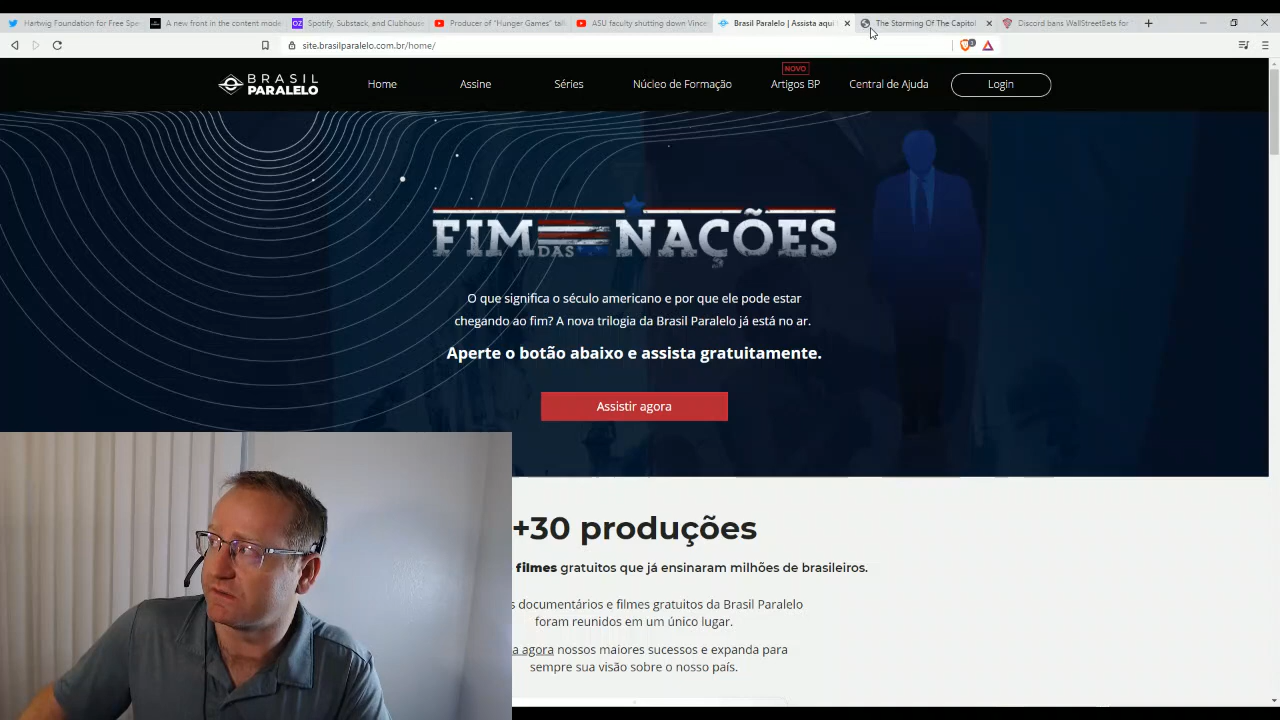 Hartwig Foundation for Free Spe
A new front in the content mode
Spotify, Substack, and Clubhouse
Producer of "Hunger Games" talk
ASU faculty shutting down Vince
Brasil Paralelo | Assista aqui
The Storming Of The Capitol
Discord bans WallStreetBets for
site.brasilparalelo.com.br/home/
BRASIL
PARALELO
Home
Assine
Séries
Núcleo de Formação
NOVO
Artigos BP
Central de Ajuda
Login
FIM DAS NAÇÕES
O que significa o século americano e por que ele pode estar
chegando ao fim? A nova trilogia da Brasil Paralelo já está no ar.
Aperte o botão abaixo e assista gratuitamente.
Assistir agora
+30 produções
filmes gratuitos que já ensinaram milhões de brasileiros.
s documentários e filmes gratuitos da Brasil Paralelo
foram reunidos em um único lugar.
a agora nossos maiores sucessos e expanda para
sempre sua visão sobre o nosso país.